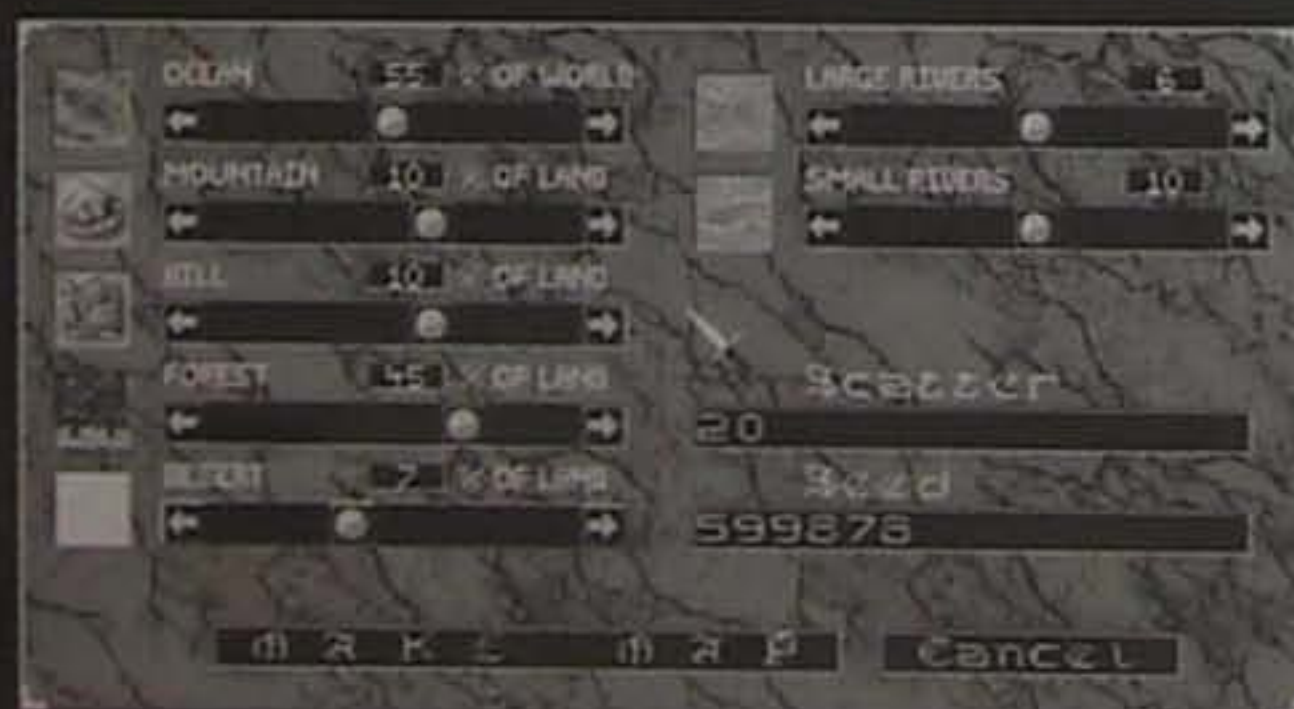 OCEAN 55 % OF WORLD
MOUNTAIN 10 % OF LAND
HILL 10 % OF LAND
FOREST 45 % OF LAND
DESERT 7 % OF LAND
LARGE RIVERS 6
SMALL RIVERS 10
Scatter
20
Seed
599878
MAKE MAP
Cancel